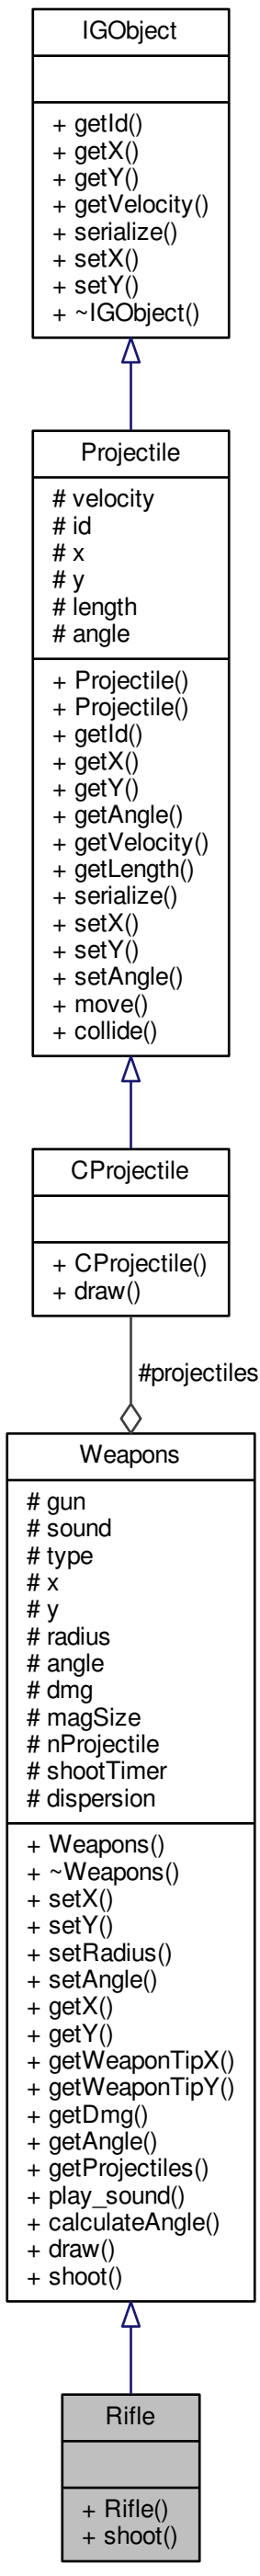 IGObject
+ getId()
+ getX()
+ getY()
+ getVelocity()
+ serialize()
+ setX()
+ setY()
+ ~IGObject()
Projectile
# velocity
# id
# x
# y
# length
# angle
+ Projectile()
+ Projectile()
+ getId()
+ getX()
+ getY()
+ getAngle()
+ getVelocity()
+ getLength()
+ serialize()
+ setX()
+ setY()
+ setAngle()
+ move()
+ collide()
CProjectile
+ CProjectile()
+ draw()
#projectiles
Weapons
# gun
# sound
# type
# x
# y
# radius
# angle
# dmg
# magSize
# nProjectile
# shootTimer
# dispersion
+ Weapons()
+ ~Weapons()
+ setX()
+ setY()
+ setRadius()
+ setAngle()
+ getX()
+ getY()
+ getWeaponTipX()
+ getWeaponTipY()
+ getDmg()
+ getAngle()
+ getProjectiles()
+ play_sound()
+ calculateAngle()
+ draw()
+ shoot()
Rifle
+ Rifle()
+ shoot()